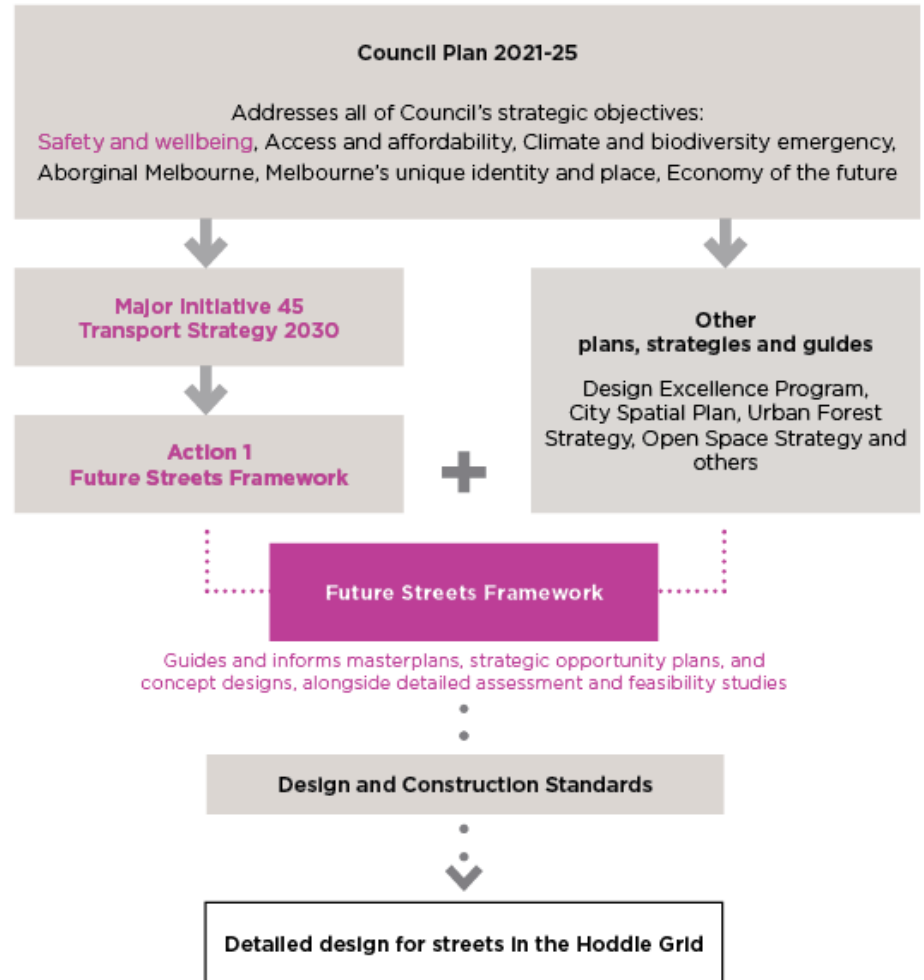 Council Plan 2021-25
Addresses all of Council's strategic objectives:
Safety and wellbeing, Access and affordability, Climate and biodiversity emergency,
Aboriginal Melbourne, Melbourne's unique identity and place, Economy of the future
Major Initiative 45
Transport Strategy 2030
Action 1
Future Streets Framework
+
Other
plans, strategies and guides
Design Excellence Program,
City Spatial Plan, Urban Forest
Strategy, Open Space Strategy and
others
Future Streets Framework
Guides and informs masterplans, strategic opportunity plans, and
concept designs, alongside detailed assessment and feasibility studies
Design and Construction Standards
Detailed design for streets in the Hoddle Grid